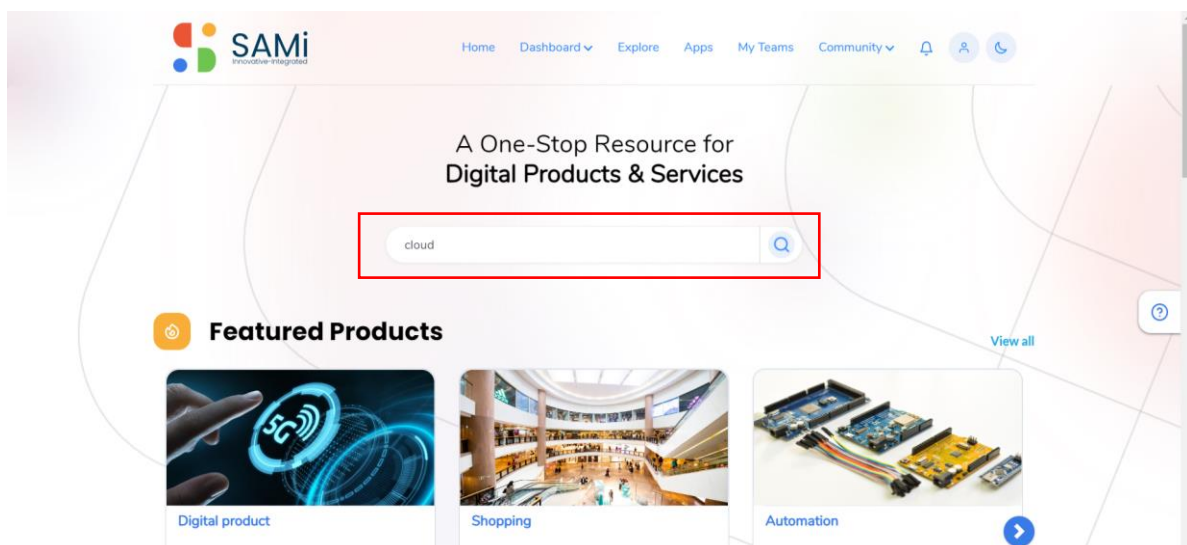 SAMi
Innovative-Integrated
Home Dashboard Explore Apps My Teams Community
A One-Stop Resource for
Digital Products & Services
cloud
Featured Products
View all
5G
Digital product
Shopping
Automation